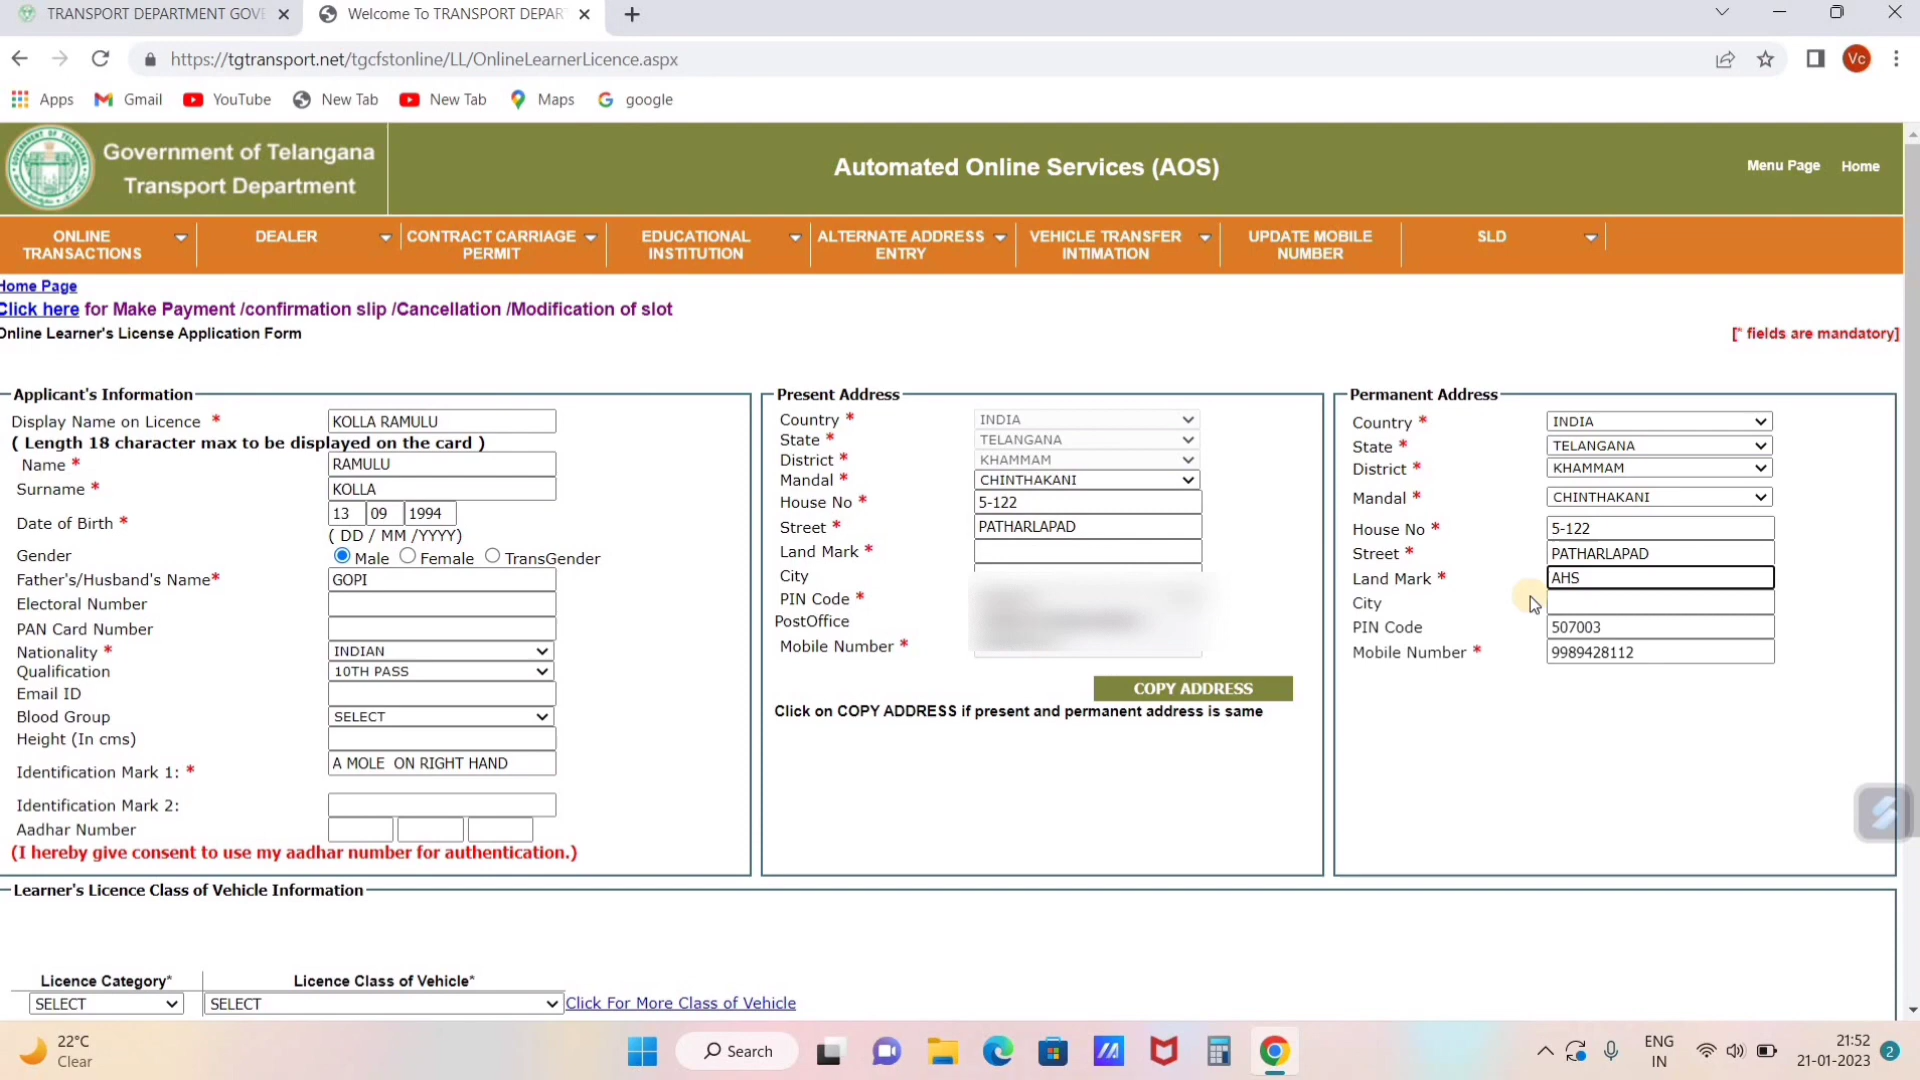 TRANSPORT DEPARTMENT GOVE
Welcome To TRANSPORT DEPAR
https://tgtransport.net/tgcfstonline/LL/OnlineLearnerLicence.aspx
Vc
Apps Gmail YouTube New Tab New Tab Maps google
Government of Telangana
Transport Department
Automated Online Services (AOS)
Menu Page Home
ONLINE TRANSACTIONS
DEALER
CONTRACT CARRIAGE PERMIT
EDUCATIONAL INSTITUTION
ALTERNATE ADDRESS ENTRY
VEHICLE TRANSFER INTIMATION
UPDATE MOBILE NUMBER
SLD
Home Page
Click here for Make Payment /confirmation slip /Cancellation /Modification of slot
Online Learner's License Application Form
[* fields are mandatory]
Applicant's Information
Display Name on Licence * KOLLA RAMULU
( Length 18 character max to be displayed on the card )
Name * RAMULU
Surname * KOLLA
Date of Birth * 13 09 1994
( DD / MM /YYYY)
Gender Male Female TransGender
Father's/Husband's Name* GOPI
Electoral Number
PAN Card Number
Nationality * INDIAN
Qualification 10TH PASS
Email ID
Blood Group SELECT
Height (In cms)
Identification Mark 1: * A MOLE ON RIGHT HAND
Identification Mark 2:
Aadhar Number
(I hereby give consent to use my aadhar number for authentication.)
Present Address
Country * INDIA
State * TELANGANA
District * KHAMMAM
Mandal * CHINTHAKANI
House No * 5-122
Street * PATHARLAPAD
Land Mark *
City
PIN Code *
PostOffice
Mobile Number *
COPY ADDRESS
Click on COPY ADDRESS if present and permanent address is same
Permanent Address
Country * INDIA
State * TELANGANA
District * KHAMMAM
Mandal * CHINTHAKANI
House No * 5-122
Street * PATHARLAPAD
Land Mark * AHS
City
PIN Code 507003
Mobile Number * 9989428112
Learner's Licence Class of Vehicle Information
Licence Category* Licence Class of Vehicle*
SELECT SELECT Click For More Class of Vehicle
22°C
Clear
Search
ENG
IN
21:52
21-01-2023
2